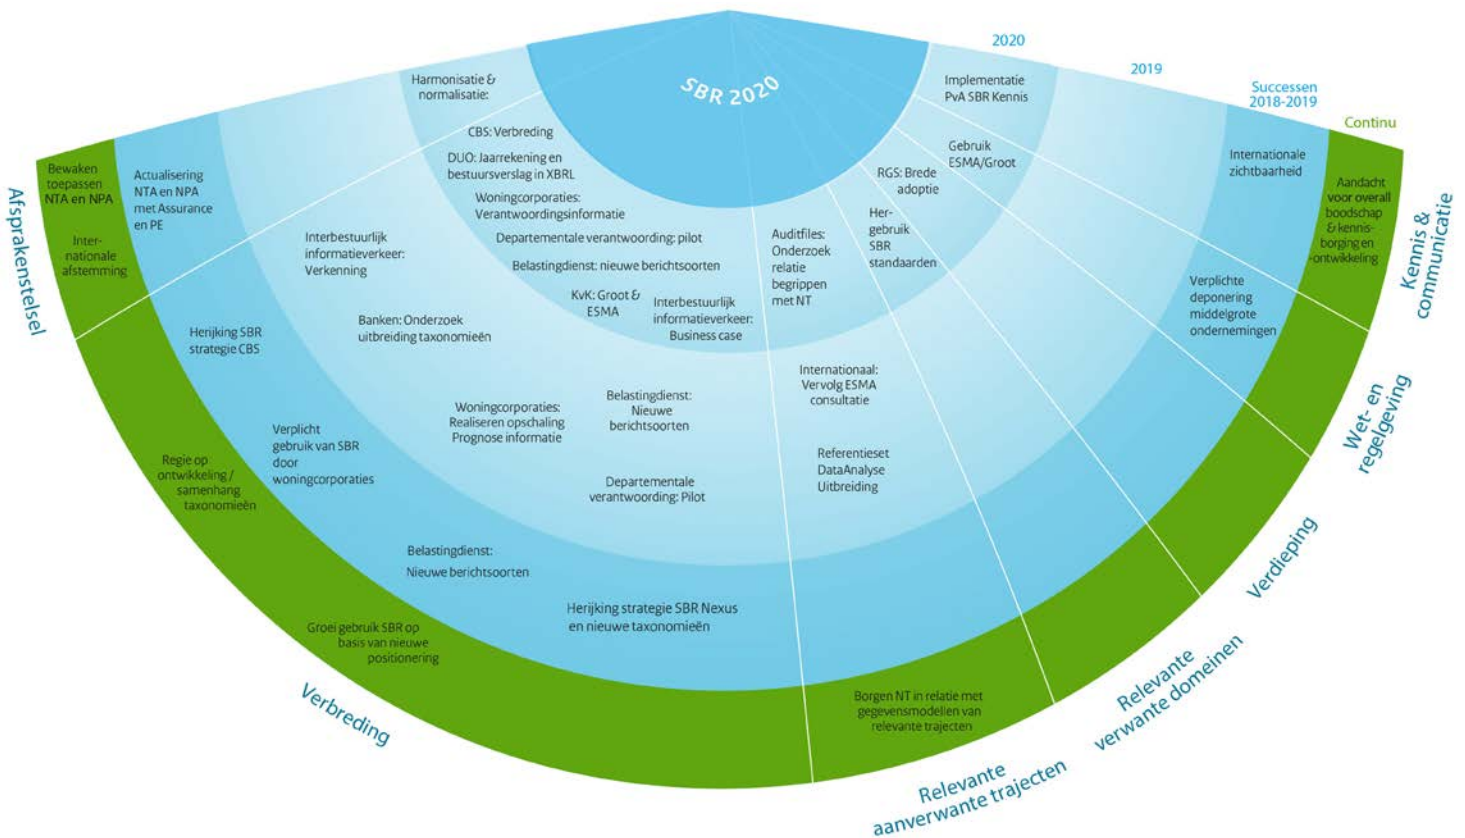 SBR 2020
2020
2019
Successen
2018-2019
Continu
Afsprakenstelsel
Bewaken
toepassen
NTA en NPA
Inter-
nationale
afstemming
Actualisering
NTA en NPA
met Assurance
en PE
Harmonisatie &
normalisatie:
Verbreding
CBS: Verbreding
DUO: Jaarrekening en
bestuursverslag in XBRL
Woningcorporaties:
Verantwoordingsinformatie
Departementale verantwoording: pilot
Belastingdienst: nieuwe berichtsoorten
KvK: Groot &
ESMA
Interbestuurlijk
informatieverkeer:
Business case
Interbestuurlijk
informatieverkeer:
Verkenning
Banken: Onderzoek
uitbreiding taxonomieën
Woningcorporaties:
Realiseren opschaling
Prognose informatie
Belastingdienst:
Nieuwe
berichtsoorten
Departementale
verantwoording: Pilot
Herijking SBR
strategie CBS
Verplicht
gebruik van SBR
door
woningcorporaties
Belastingdienst:
Nieuwe berichtsoorten
Herijking strategie SBR Nexus
en nieuwe taxonomieën
Regie op
ontwikkeling /
samenhang
taxonomieën
Groei gebruik SBR op
basis van nieuwe
positionering
Relevante
aanverwante trajecten
Auditfiles:
Onderzoek
relatie
begrippen
met NT
Internationaal:
Vervolg ESMA
consultatie
Referentieset
DataAnalyse
Uitbreiding
Borgen NT in relatie met
gegevensmodellen van
relevante trajecten
Relevante
verwante domeinen
Her-
gebruik
SBR
standaarden
Verdieping
RGS: Brede
adoptie
Wet- en
regelgeving
Gebruik
ESMA/Groot
Verplichte
deponering
middelgrote
ondernemingen
Kennis &
communicatie
Implementatie
PvA SBR Kennis
Internationale
zichtbaarheid
Aandacht
voor overall
boodschap
& kennis-
borging en
-ontwikkeling